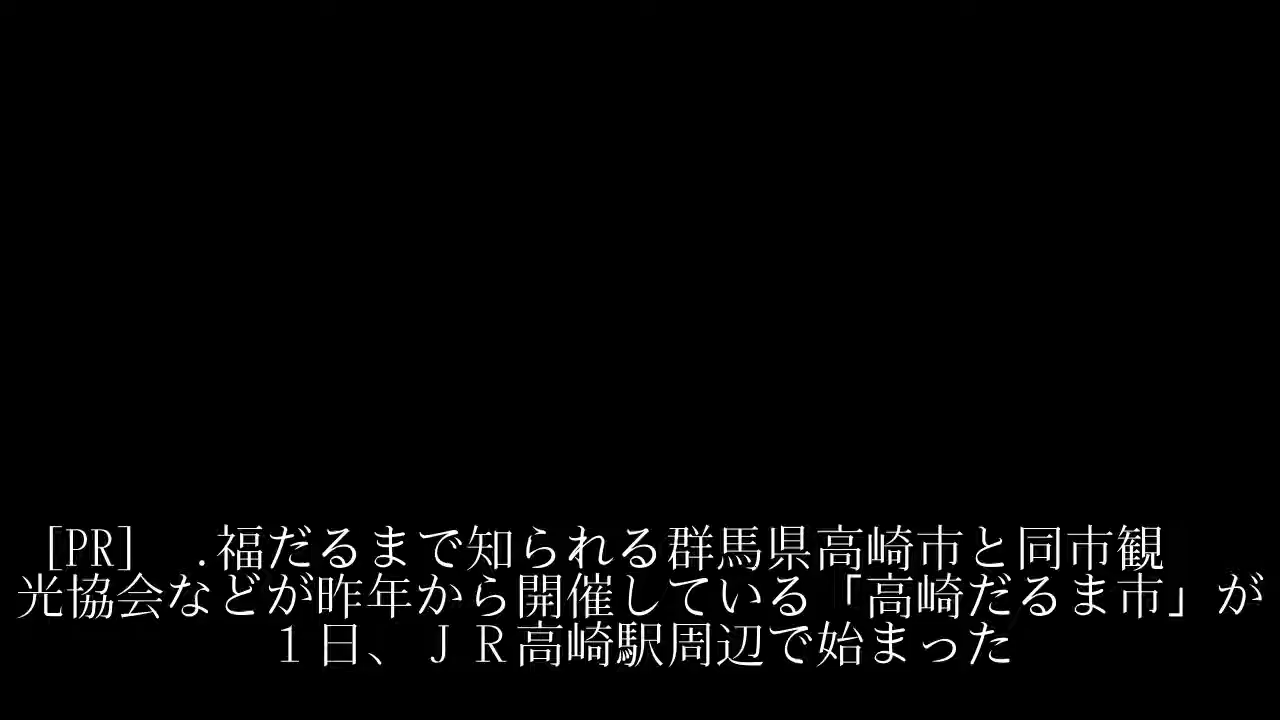 [PR]　.福だるまで知られる群馬県高崎市と同市観
光協会などが昨年から開催している「高崎だるま市」が
１日、ＪＲ高崎駅周辺で始まった